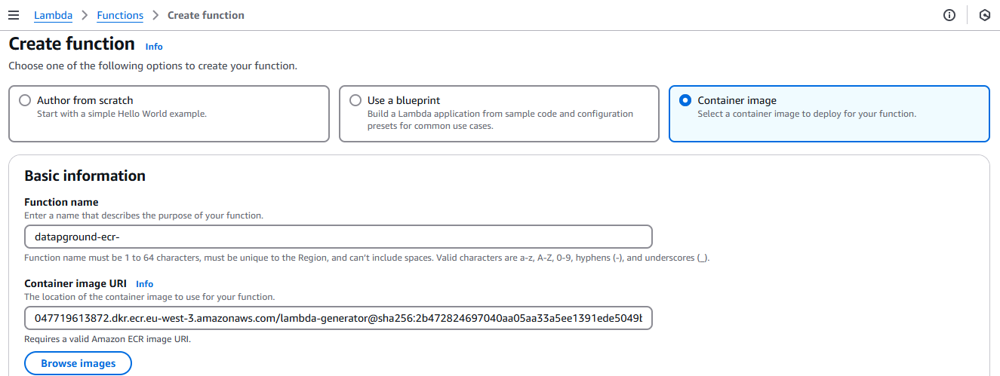 Lambda > Functions > Create function
Create function Info
Choose one of the following options to create your function.
Author from scratch
Start with a simple Hello World example.
Use a blueprint
Build a Lambda application from sample code and configuration
presets for common use cases.
Container image
Select a container image to deploy for your function.
Basic information
Function name
Enter a name that describes the purpose of your function.
datapground-ecr-
Function name must be 1 to 64 characters, must be unique to the Region, and can't include spaces. Valid characters are a-z, A-Z, 0-9, hyphens (-), and underscores (_).
Container image URI Info
The location of the container image to use for your function.
047719613872.dkr.ecr.eu-west-3.amazonaws.com/lambda-generator@sha256:2b472824697040aa05aa33a5ee1391ede5049b
Requires a valid Amazon ECR image URI.
Browse images